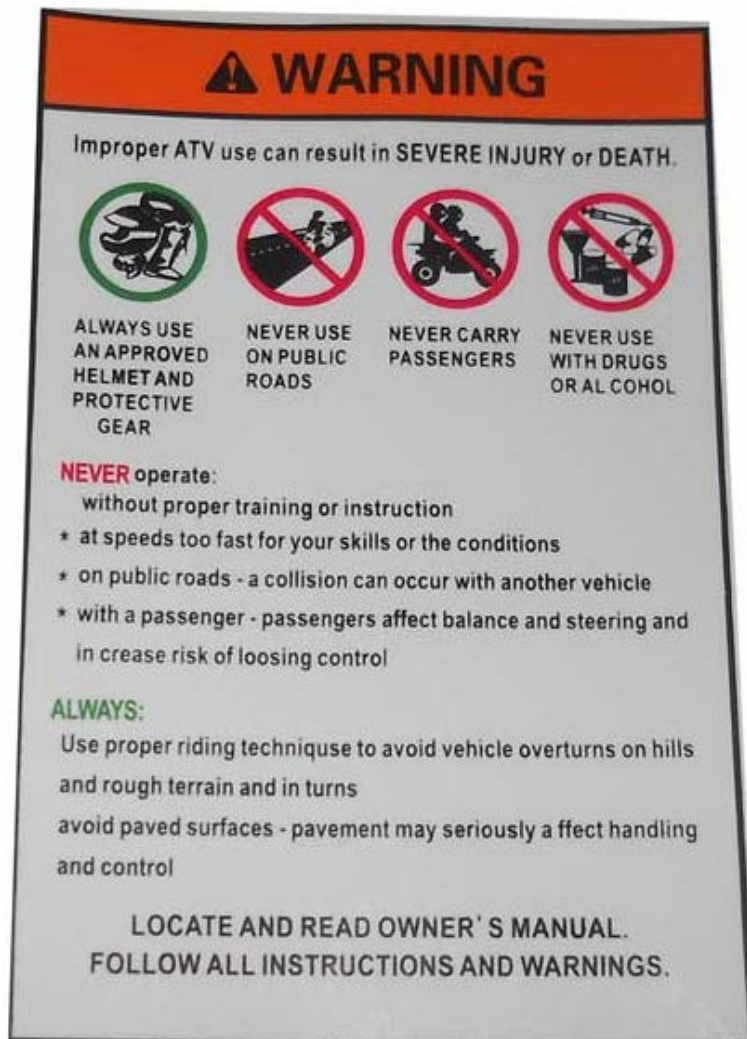 WARNING
Improper ATV use can result in SEVERE INJURY or DEATH.
ALWAYS USE
AN APPROVED
HELMET AND
PROTECTIVE
GEAR
NEVER USE
ON PUBLIC
ROADS
NEVER CARRY
PASSENGERS
NEVER USE
WITH DRUGS
OR AL COHOL
NEVER operate:
without proper training or instruction
* at speeds too fast for your skills or the conditions
* on public roads - a collision can occur with another vehicle
* with a passenger - passengers affect balance and steering and
in crease risk of loosing control
ALWAYS:
Use proper riding techniquse to avoid vehicle overturns on hills
and rough terrain and in turns
avoid paved surfaces - pavement may seriously a ffect handling
and control
LOCATE AND READ OWNER' S MANUAL.
FOLLOW ALL INSTRUCTIONS AND WARNINGS.